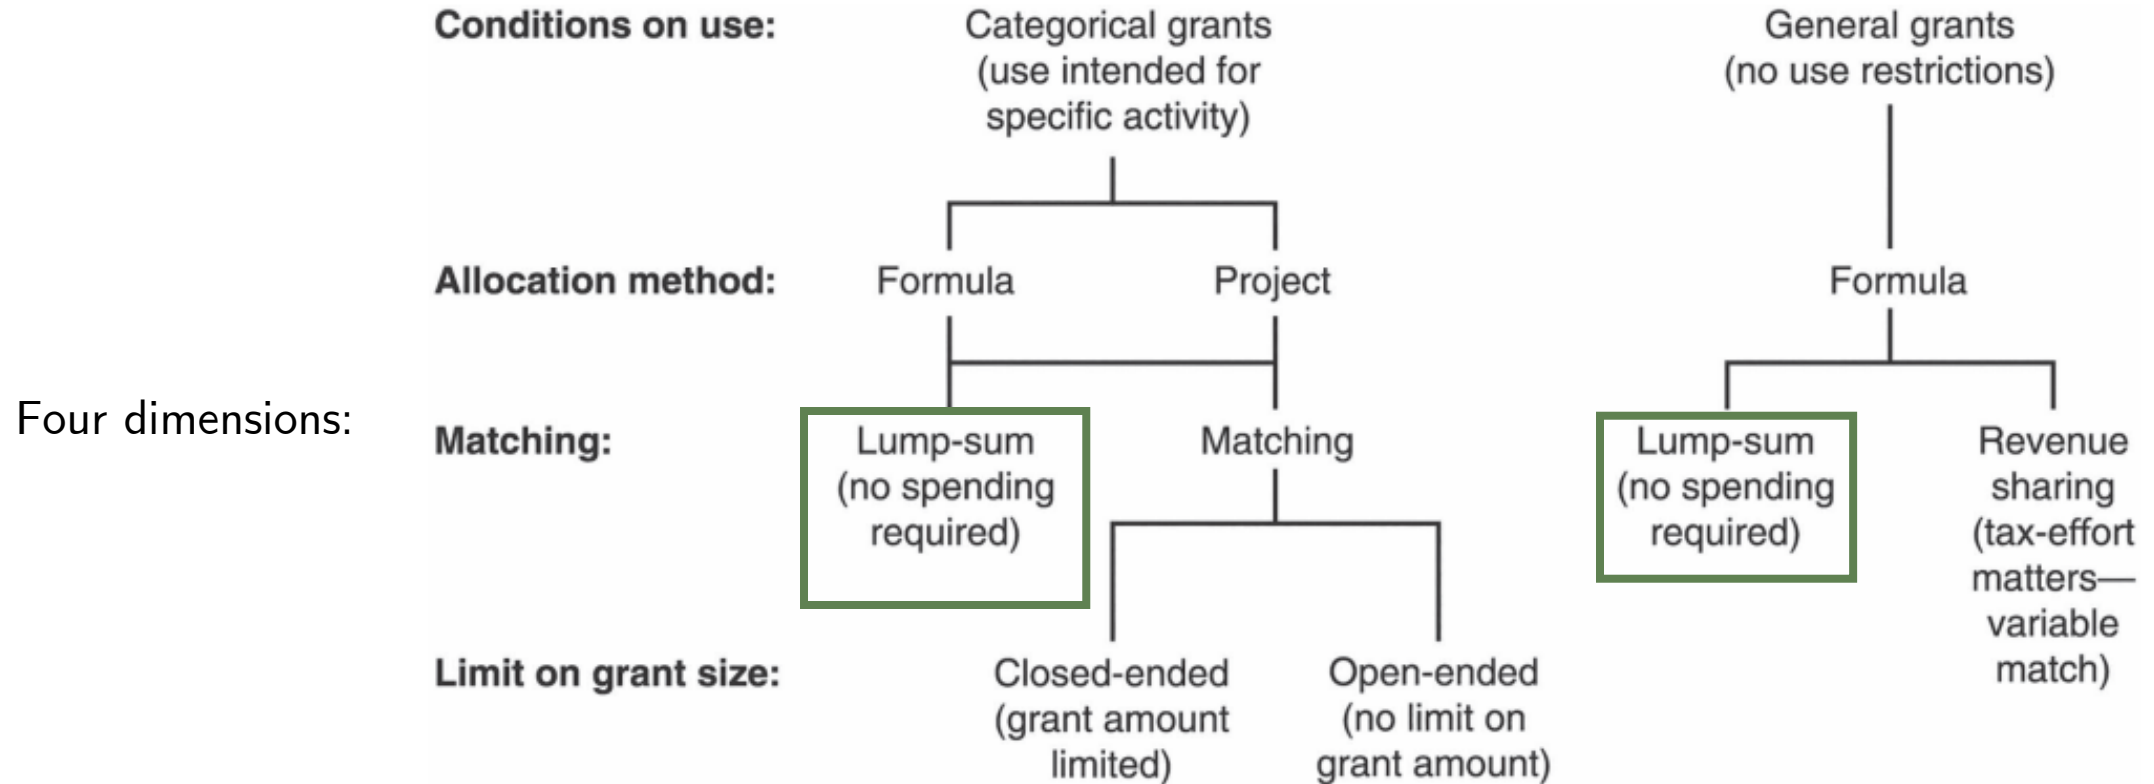 Four dimensions:
Conditions on use:
Categorical grants
(use intended for
specific activity)
General grants
(no use restrictions)
Allocation method:
Formula
Project
Formula
Matching:
Lump-sum
(no spending
required)
Matching
Lump-sum
(no spending
required)
Revenue
sharing
(tax-effort
matters—
variable
match)
Limit on grant size:
Closed-ended
(grant amount
limited)
Open-ended
(no limit on
grant amount)